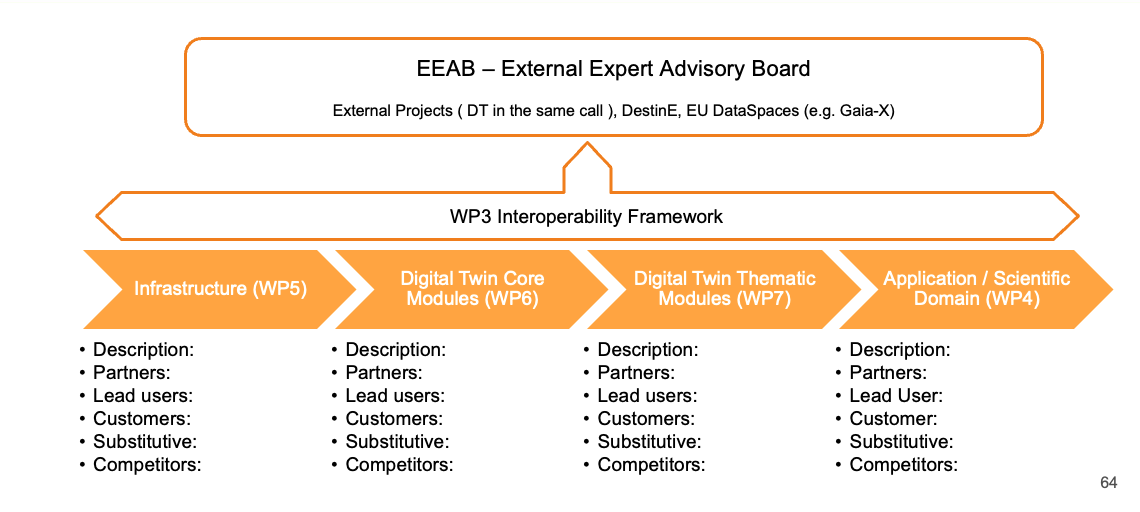 EEAB – External Expert Advisory Board
External Projects ( DT in the same call ), DestinE, EU DataSpaces (e.g. Gaia-X)
WP3 Interoperability Framework
Infrastructure (WP5)
Digital Twin Core
Modules (WP6)
Digital Twin Thematic
Modules (WP7)
Application / Scientific
Domain (WP4)
• Description:
• Partners:
• Lead users:
• Customers:
• Substitutive:
• Competitors:
• Description:
• Partners:
• Lead users:
• Customers:
• Substitutive:
• Competitors:
• Description:
• Partners:
• Lead users:
• Customers:
• Substitutive:
• Competitors:
• Description:
• Partners:
• Lead User:
• Customer:
• Substitutive:
• Competitors:
64